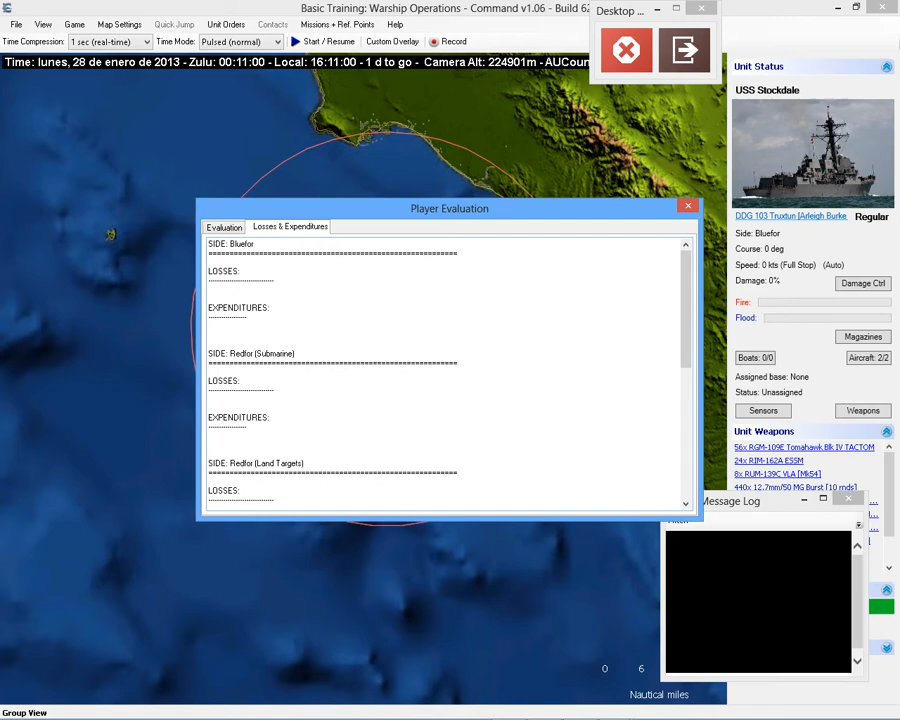 Basic Training: Warship Operations - Command v1.06 - Build 62
Desktop ...
File View Game Map Settings Quick Jump Unit Orders Contacts Missions + Ref. Points Help
Time Compression: 1 sec (real-time) Time Mode: Pulsed (normal) Start / Resume Custom Overlay Record
Time: lunes, 28 de enero de 2013 - Zulu: 00:11:00 - Local: 16:11:00 - 1 d to go - Camera Alt: 224901m - AUCoun
Unit Status
USS Stockdale
DDG 103 Truxtun [Arleigh Burke Regular
Side: Bluefor
Course: 0 deg
Speed: 0 kts (Full Stop) (Auto)
Damage: 0% Damage Ctrl
Fire:
Flood:
Magazines
Boats: 0/0 Aircraft: 2/2
Assigned base: None
Status: Unassigned
Sensors Weapons
Unit Weapons
56x RGM-109E Tomahawk Blk IV TACTOM
24x RIM-162A ESSM
8x RUM-139C VLA [Mk54]
440x 12.7mm/50 MG Burst [10 rnds]
Player Evaluation
Evaluation Losses & Expenditures
SIDE: Bluefor
===========================================================
LOSSES:
-------------------------------
EXPENDITURES:
------------------
SIDE: Redfor (Submarine)
===========================================================
LOSSES:
-------------------------------
EXPENDITURES:
------------------
SIDE: Redfor (Land Targets)
===========================================================
LOSSES:
-------------------------------
Message Log
0 6
Nautical miles
Group View